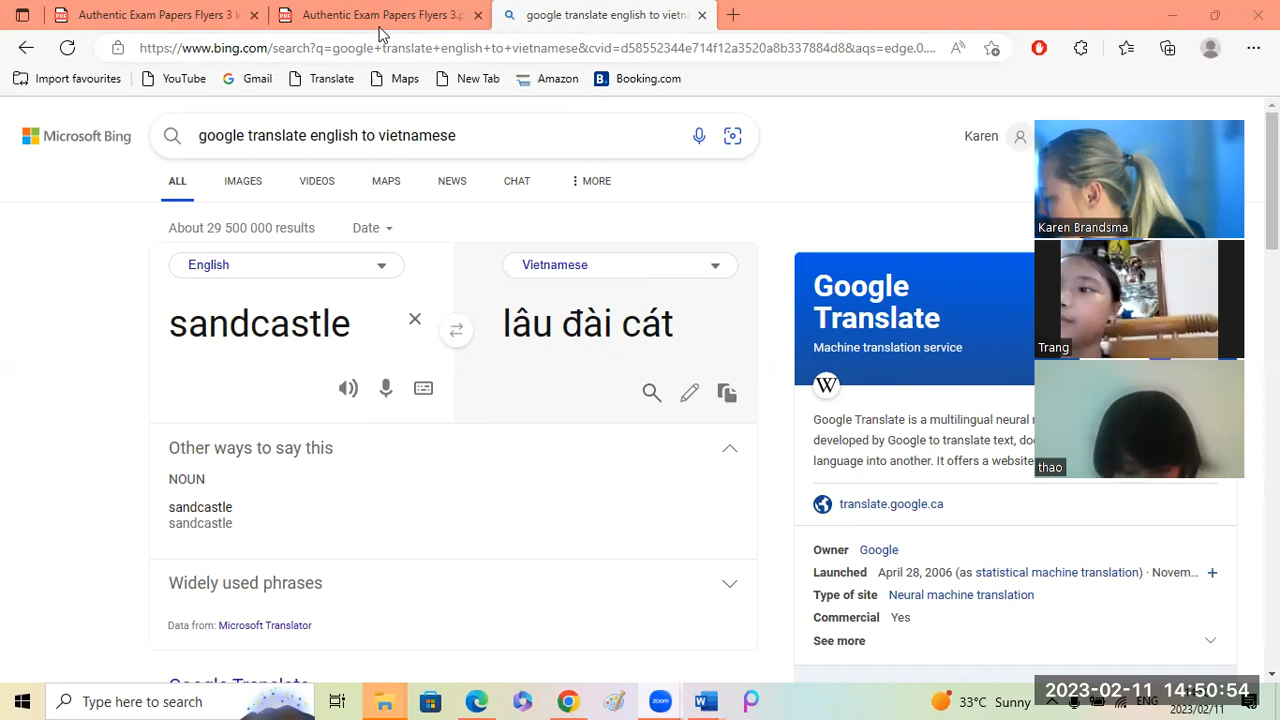 Authentic Exam Papers Flyers 3 k
Authentic Exam Papers Flyers 3.p
google translate english to vietn
https://www.bing.com/search?q=google+translate+english+to+vietnamese&cvid=d58552344e714f12a3520a8b337884d8&aqs=edge.0....
Import favourites
YouTube
Gmail
Translate
Maps
New Tab
Amazon
Booking.com
Microsoft Bing
google translate english to vietnamese
Karen
ALL
IMAGES
VIDEOS
MAPS
NEWS
CHAT
MORE
About 29 500 000 results
Date
English
Vietnamese
sandcastle
lâu đài cát
Other ways to say this
NOUN
sandcastle
sandcastle
Widely used phrases
Data from: Microsoft Translator
Google
Translate
Machine translation service
W
Google Translate is a multilingual neural
developed by Google to translate text,
language into another. It offers a website
translate.google.ca
Owner Google
Launched April 28, 2006 (as statistical machine translation) · Novem...
Type of site Neural machine translation
Commercial Yes
See more
Karen Brandsma
Trang
thao
Google Translate
Type here to search
zoom
33°C Sunny
ENG
2023-02-11 14:50:54
2023/02/11